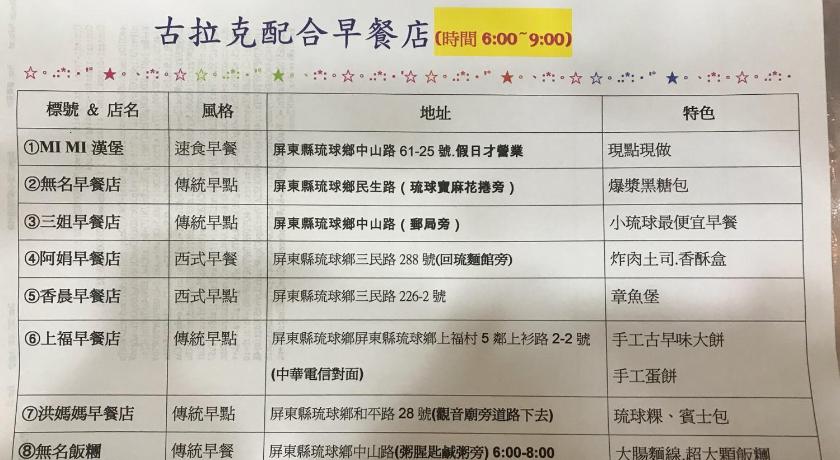 古拉克配合早餐店(時間 6:00~9:00)
標號 & 店名 風格 地址 特色
①MI MI 漢堡 速食早餐 屏東縣琉球鄉中山路 61-25 號.假日才營業 現點現做
②無名早餐店 傳統早點 屏東縣琉球鄉民生路 ( 琉球寶麻花捲旁 ) 爆漿黑糖包
③三姐早餐店 傳統早點 屏東縣琉球鄉中山路 ( 郵局旁 ) 小琉球最便宜早餐
④阿娟早餐店 西式早餐 屏東縣琉球鄉三民路 288 號(回琉麵館旁) 炸肉土司.香酥盒
⑤香晨早餐店 西式早點 屏東縣琉球鄉三民路 226-2 號 章魚堡
⑥上福早餐店 傳統早點 屏東縣琉球鄉屏東縣琉球鄉上福村 5 鄰上衫路 2-2 號 手工古早味大餅
(中華電信對面) 手工蛋餅
⑦洪媽媽早餐店 傳統早點 屏東縣琉球鄉和平路 28 號(觀音廟旁道路下去) 琉球粿、賓士包
⑧無名飯糰 傳統早餐 屏東縣琉球鄉中山路(粥腥匙鹹粥旁) 6:00-8:00 大腸麵線.超大顆飯糰